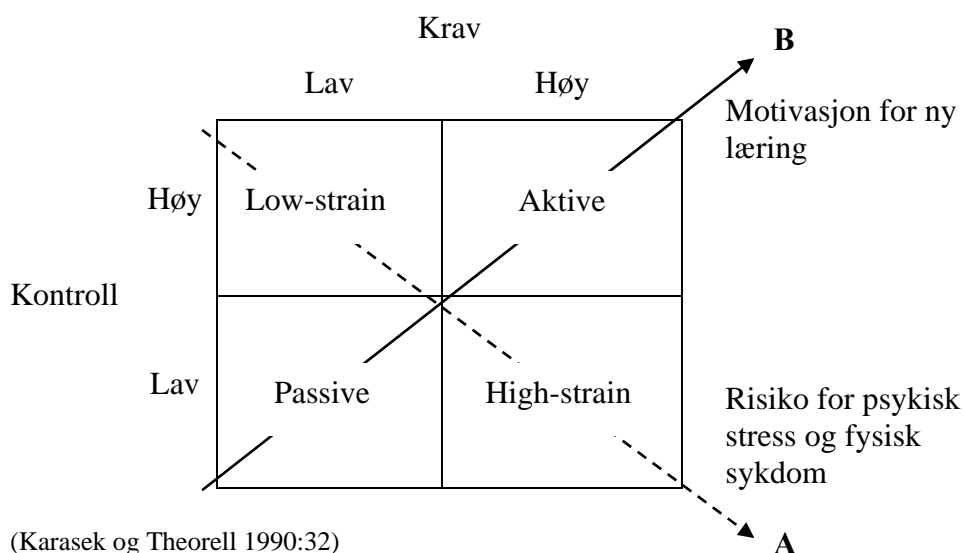 Krav
B
Lav Høy
Motivasjon for ny
læring
Høy Low-strain Aktive
Kontroll
Lav Passive High-strain
Risiko for psykisk
stress og fysisk
sykdom
(Karasek og Theorell 1990:32)
A